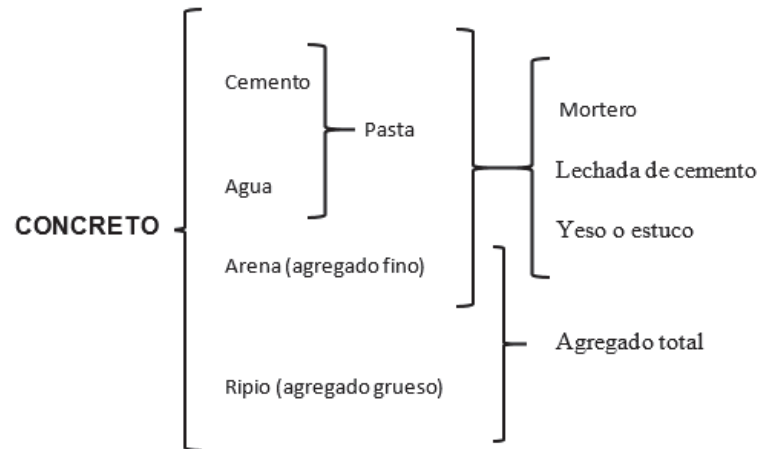 CONCRETO
Cemento
Agua
Pasta
Arena (agregado fino)
Ripio (agregado grueso)
Mortero
Lechada de cemento
Yeso o estuco
Agregado total